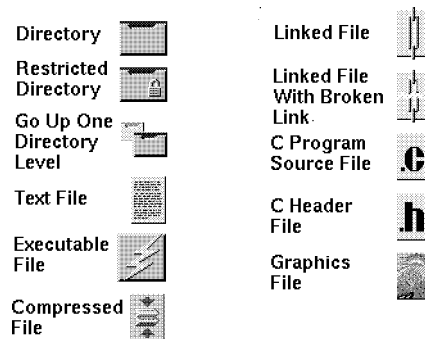 Directory
Restricted
Directory
Go Up One
Directory
Level
Text File
Executable
File
Compressed
File
Linked File
Linked File
With Broken
Link
C Program
Source File
.C
C Header
File
.h
Graphics
File